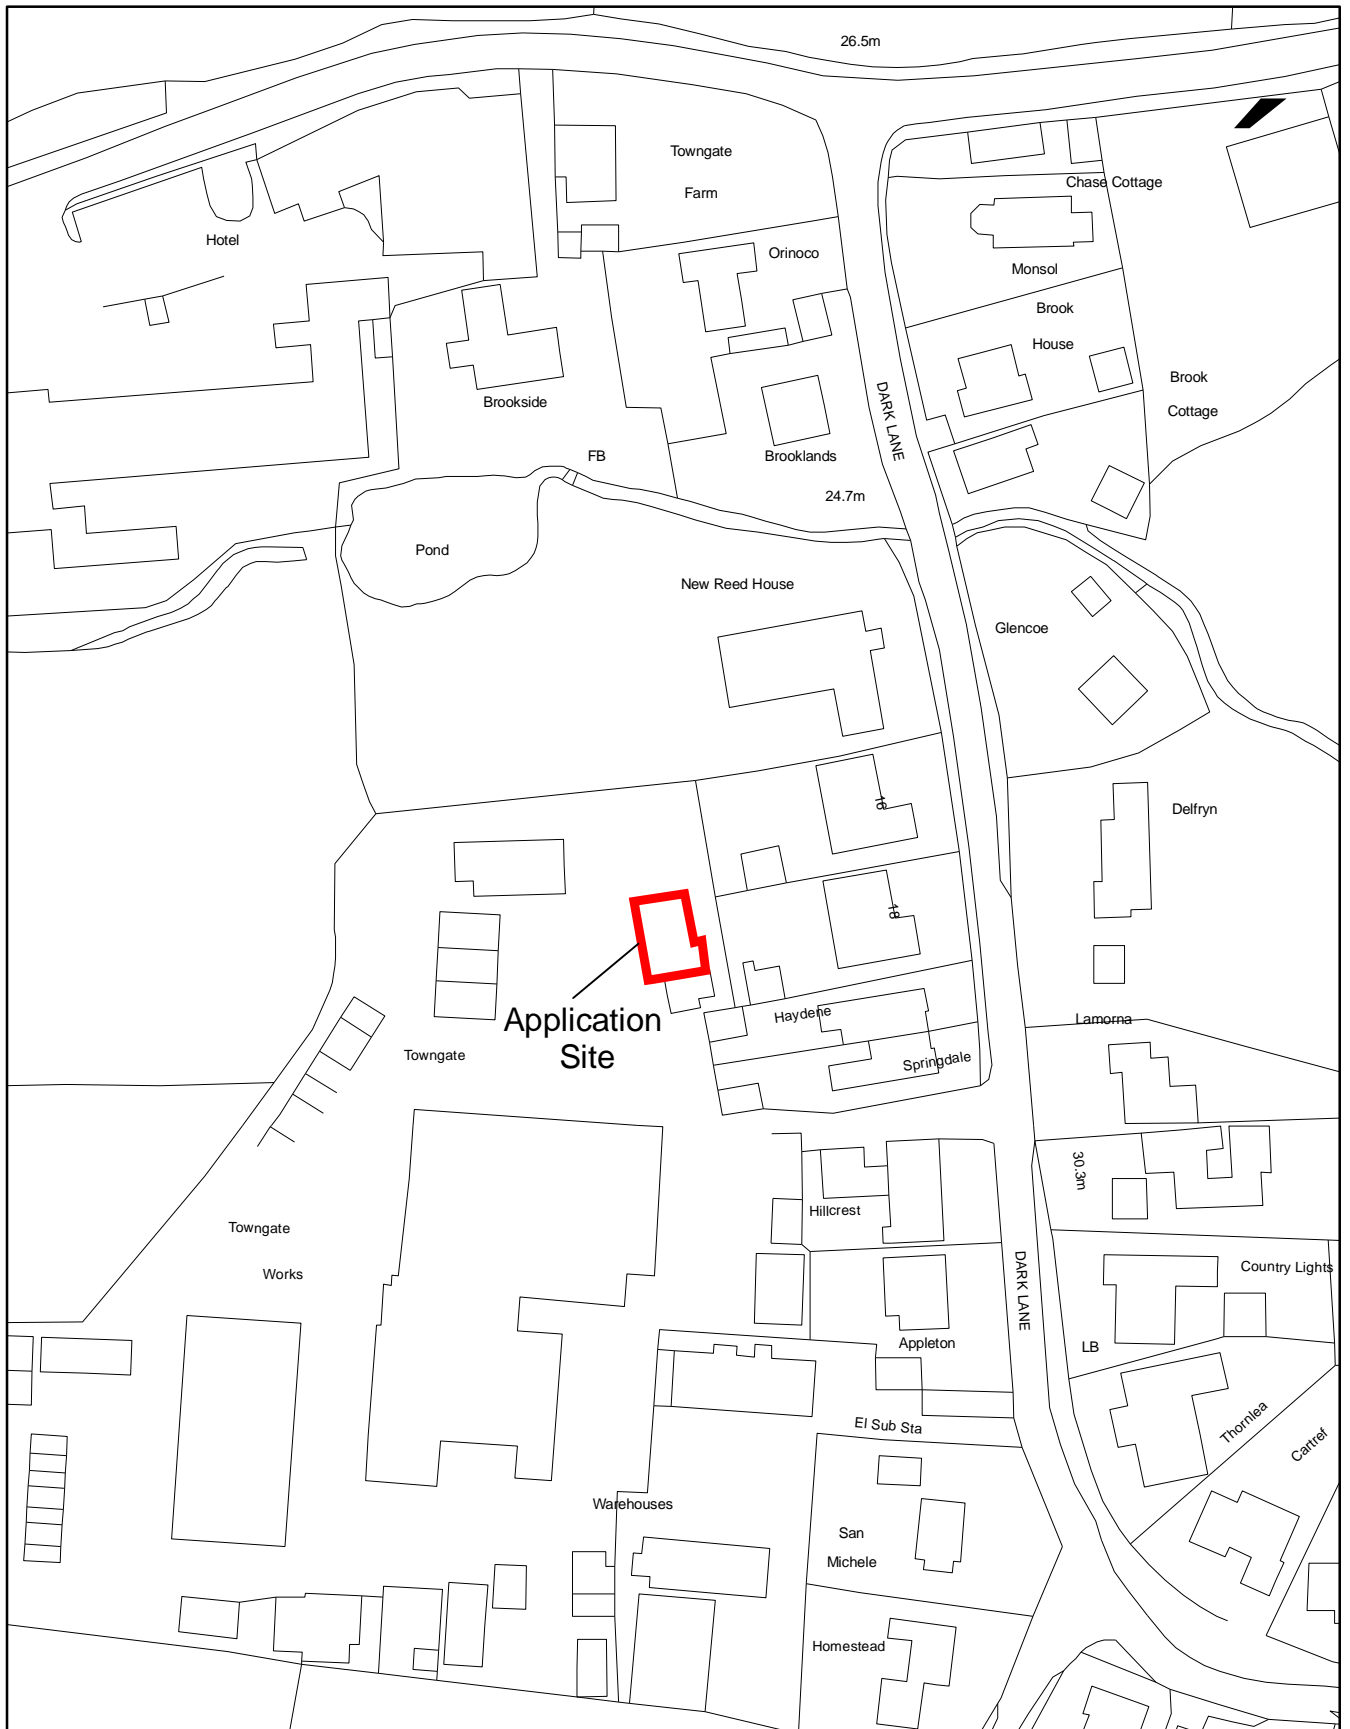 26.5m
Towngate
Farm
Chase Cottage
Hotel
Orinoco
Monsol
Brook
House
Brook
Cottage
Brookside
DARK LANE
FB
Brooklands
24.7m
Pond
New Reed House
Glencoe
16
Delfryn
18
Application
Site
Haydene
Lamorna
Towngate
Springdale
30.3m
Hillcrest
Towngate
Works
DARK LANE
Country Lights
Appleton
LB
El Sub Sta
Thornlea
Cartref
Warehouses
San
Michele
Homestead